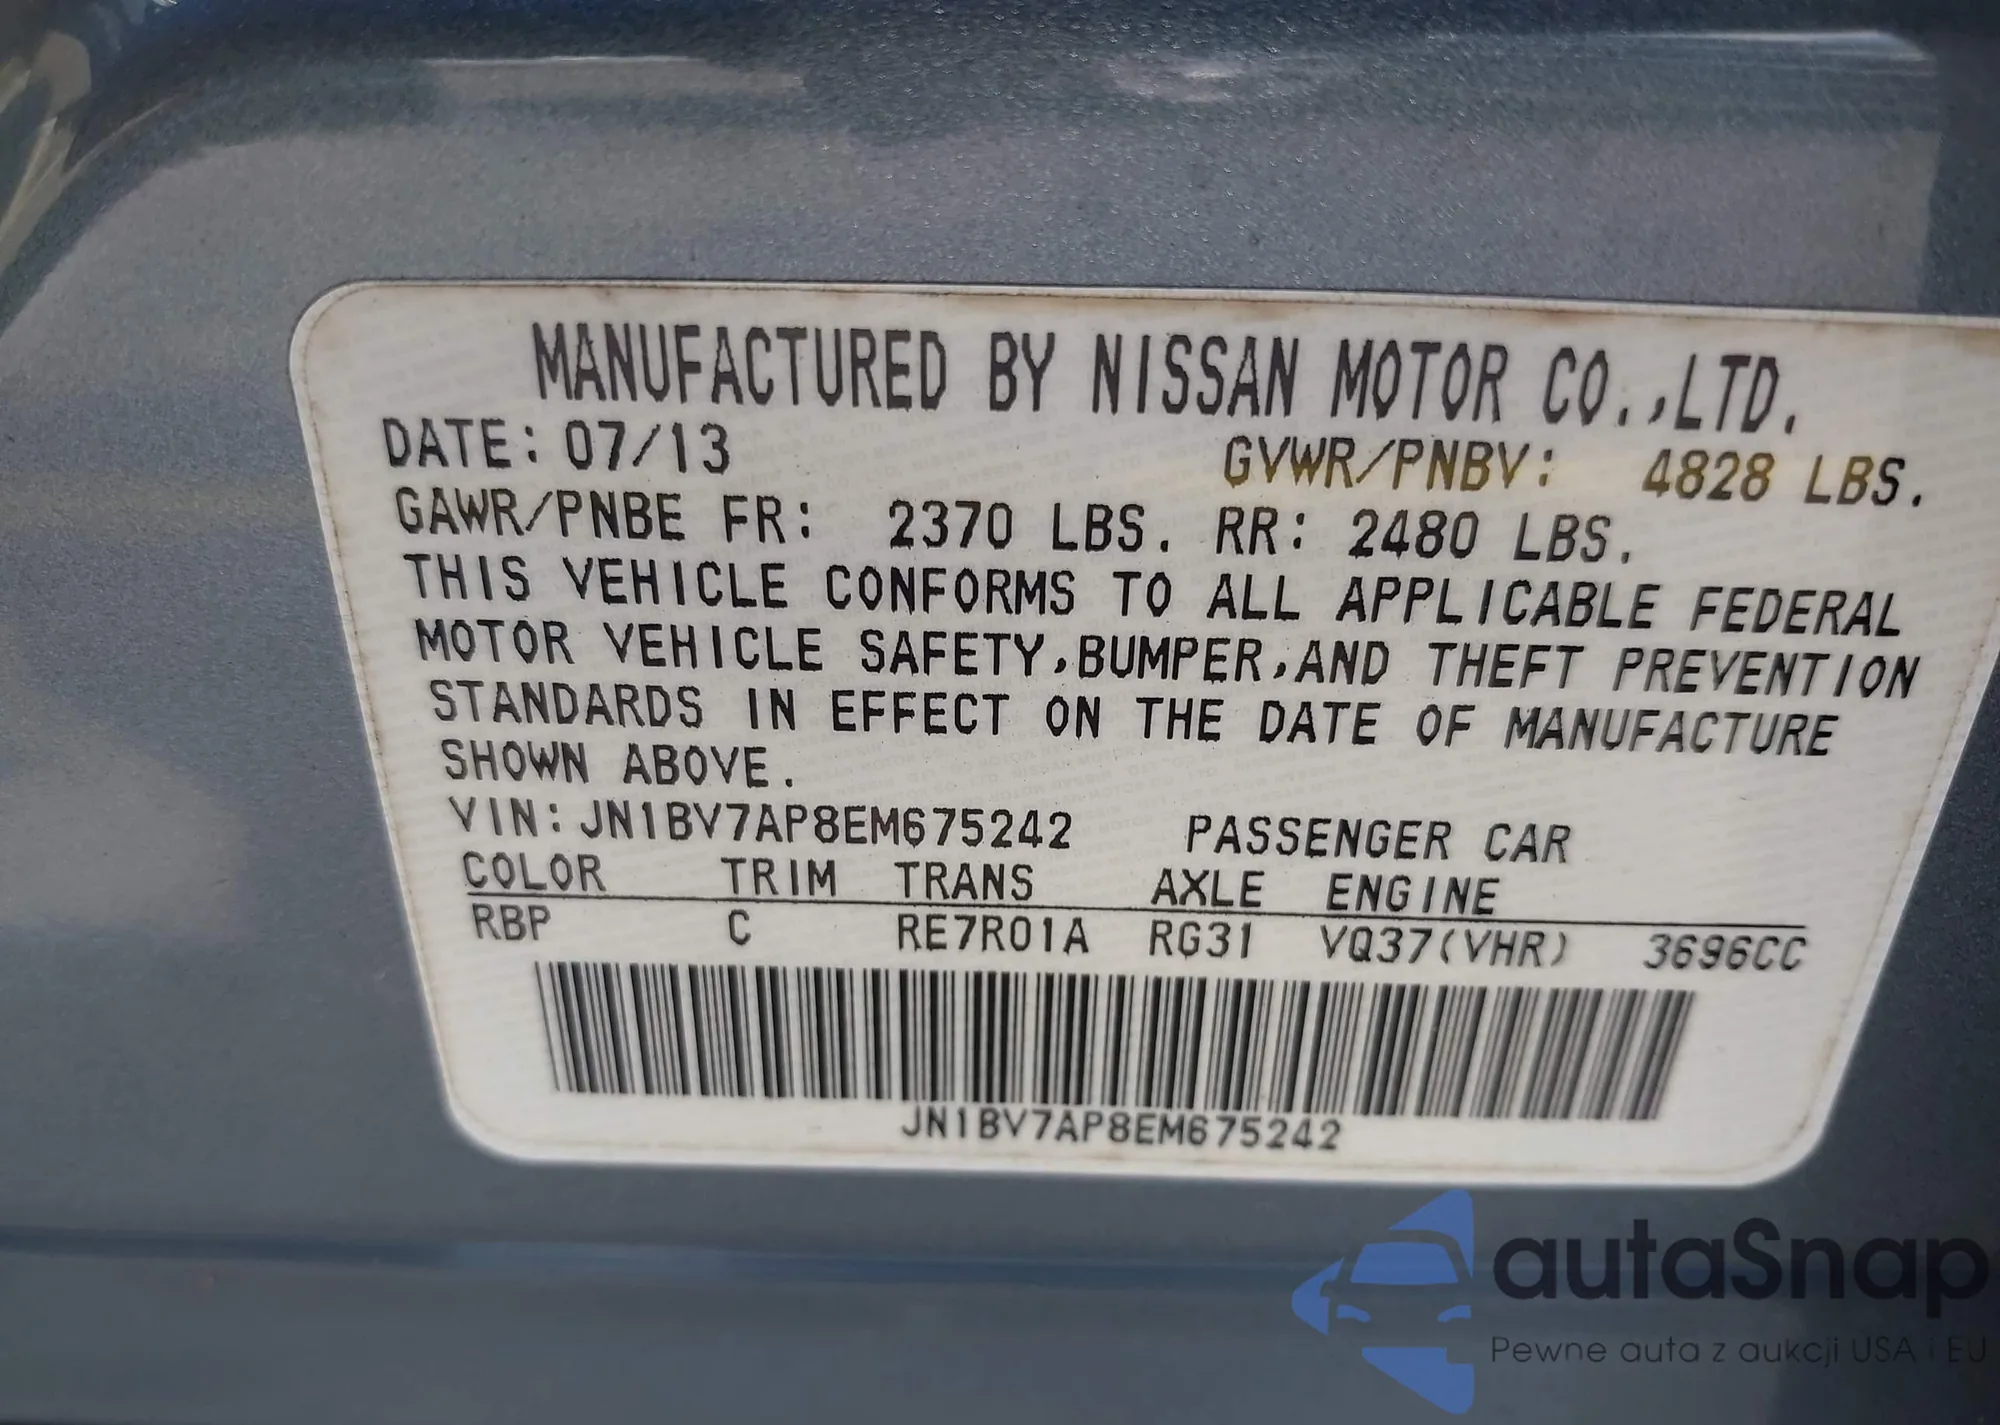 MANUFACTURED BY NISSAN MOTOR CO.,LTD.
DATE: 07/13 GVWR/PNBV: 4828 LBS.
GAWR/PNBE FR: 2370 LBS. RR: 2480 LBS.
THIS VEHICLE CONFORMS TO ALL APPLICABLE FEDERAL
MOTOR VEHICLE SAFETY,BUMPER,AND THEFT PREVENTION
STANDARDS IN EFFECT ON THE DATE OF MANUFACTURE
SHOWN ABOVE.
VIN:JN1BV7AP8EM675242 PASSENGER CAR
COLOR TRIM TRANS AXLE ENGINE
RBP C RE7R01A RG31 VQ37(VHR) 3696CC
JN1BV7AP8EM675242
autaSnap
Pewne auta z aukcji USA i EU